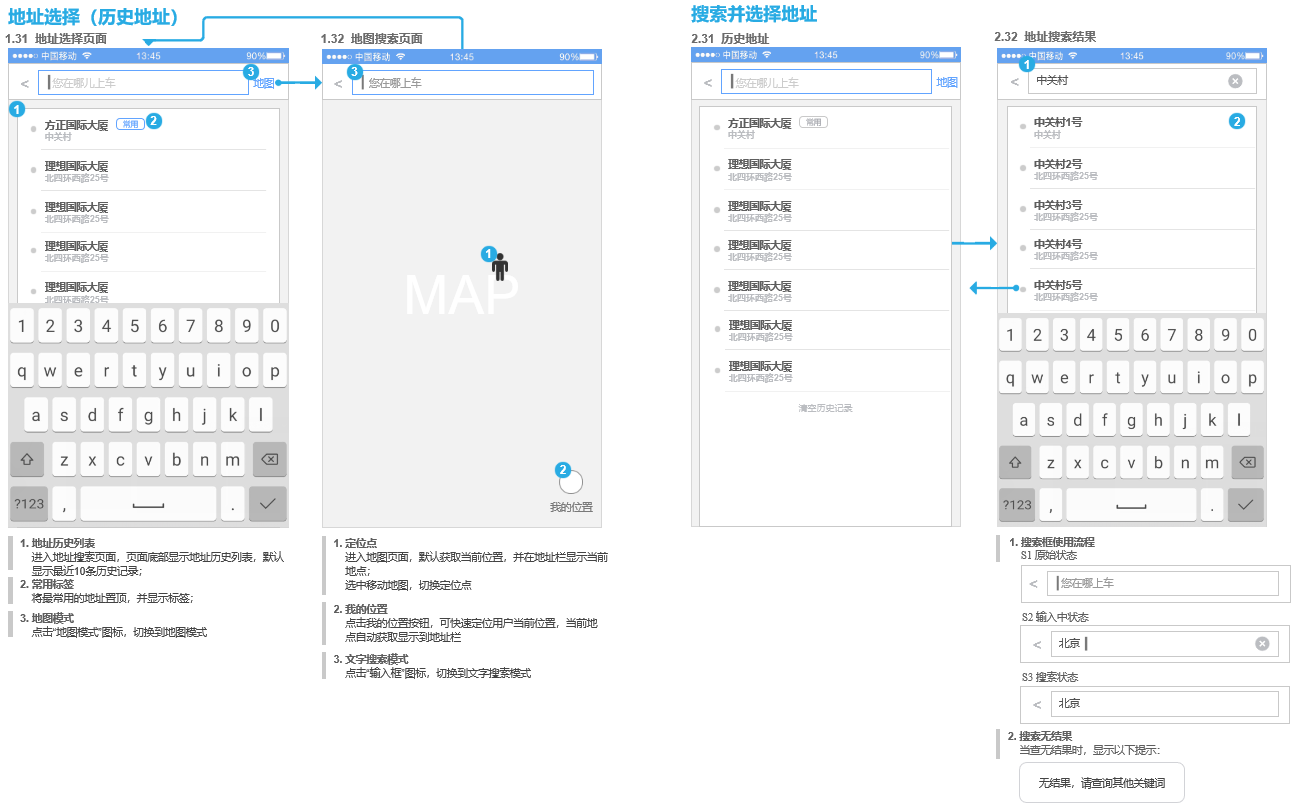 地址选择（历史地址）
1.31 地址选择页面
中国移动
13:45
90%
<
您在哪儿上车
3
地图
1
方正国际大厦
常用
2
中关村
理想国际大厦
北四环西路25号
理想国际大厦
北四环西路25号
理想国际大厦
北四环西路25号
理想国际大厦
北四环西路25号
1 2 3 4 5 6 7 8 9 0
q w e r t y u i o p
a s d f g h j k l
z x c v b n m
?123 , .
1. 地址历史列表
进入地址搜索页面，页面底部显示地址历史列表，默认
显示最近10条历史记录；
2. 常用标签
将最常用的地址置顶，并显示标签；
3. 地图模式
点击“地图模式”图标，切换到地图模式
1.32 地图搜索页面
中国移动
13:45
90%
<
3
您在哪上车
1
MAP
2
我的位置
1. 定位点
进入地图页面，默认获取当前位置，并在地址栏显示当前
地点；
选中移动地图，切换定位点
2. 我的位置
点击我的位置按钮，可快速定位用户当前位置，当前地
点自动获取显示到地址栏
3. 文字搜索模式
点击“输入框”图标，切换到文字搜索模式
搜索并选择地址
2.31 历史地址
中国移动
13:45
90%
<
您在哪儿上车
地图
方正国际大厦
常用
中关村
理想国际大厦
北四环西路25号
理想国际大厦
北四环西路25号
理想国际大厦
北四环西路25号
理想国际大厦
北四环西路25号
理想国际大厦
北四环西路25号
理想国际大厦
北四环西路25号
清空历史记录
2.32 地址搜索结果
国移动
13:45
90%
1
<
中关村
中关村1号
2
中关村
中关村2号
北四环西路25号
中关村3号
北四环西路25号
中关村4号
北四环西路25号
中关村5号
北四环西路25号
1 2 3 4 5 6 7 8 9 0
q w e r t y u i o p
a s d f g h j k l
z x c v b n m
?123 , .
1. 搜索框使用流程
S1 原始状态
<
您在哪上车
S2 输入中状态
<
北京
S3 搜索状态
<
北京
2. 搜索无结果
当查无结果时，显示以下提示：
无结果，请查询其他关键词